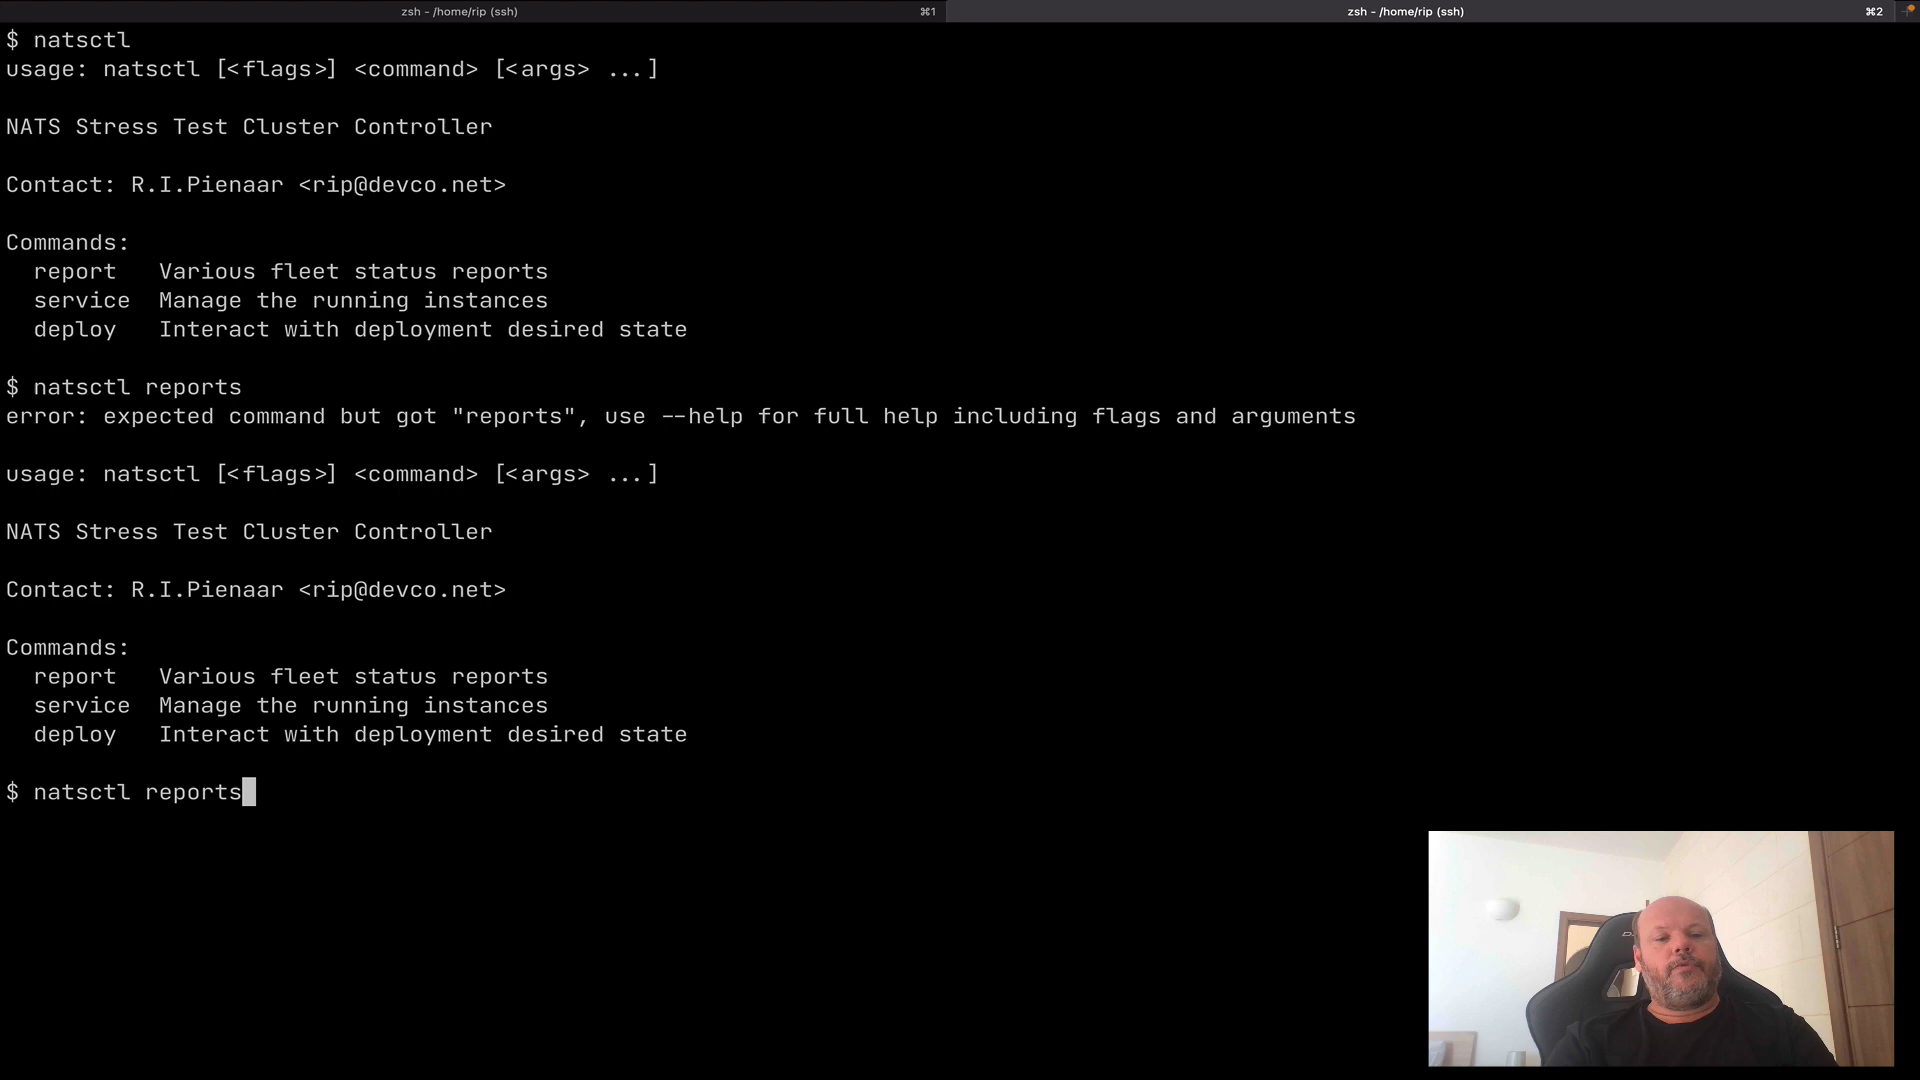 zsh - /home/rip (ssh) ⌘1 zsh - /home/rip (ssh) ⌘2
$ natsctl
usage: natsctl [<flags>] <command> [<args> ...]
NATS Stress Test Cluster Controller
Contact: R.I.Pienaar <rip@devco.net>
Commands:
report Various fleet status reports
service Manage the running instances
deploy Interact with deployment desired state
$ natsctl reports
error: expected command but got "reports", use --help for full help including flags and arguments
usage: natsctl [<flags>] <command> [<args> ...]
NATS Stress Test Cluster Controller
Contact: R.I.Pienaar <rip@devco.net>
Commands:
report Various fleet status reports
service Manage the running instances
deploy Interact with deployment desired state
$ natsctl reports